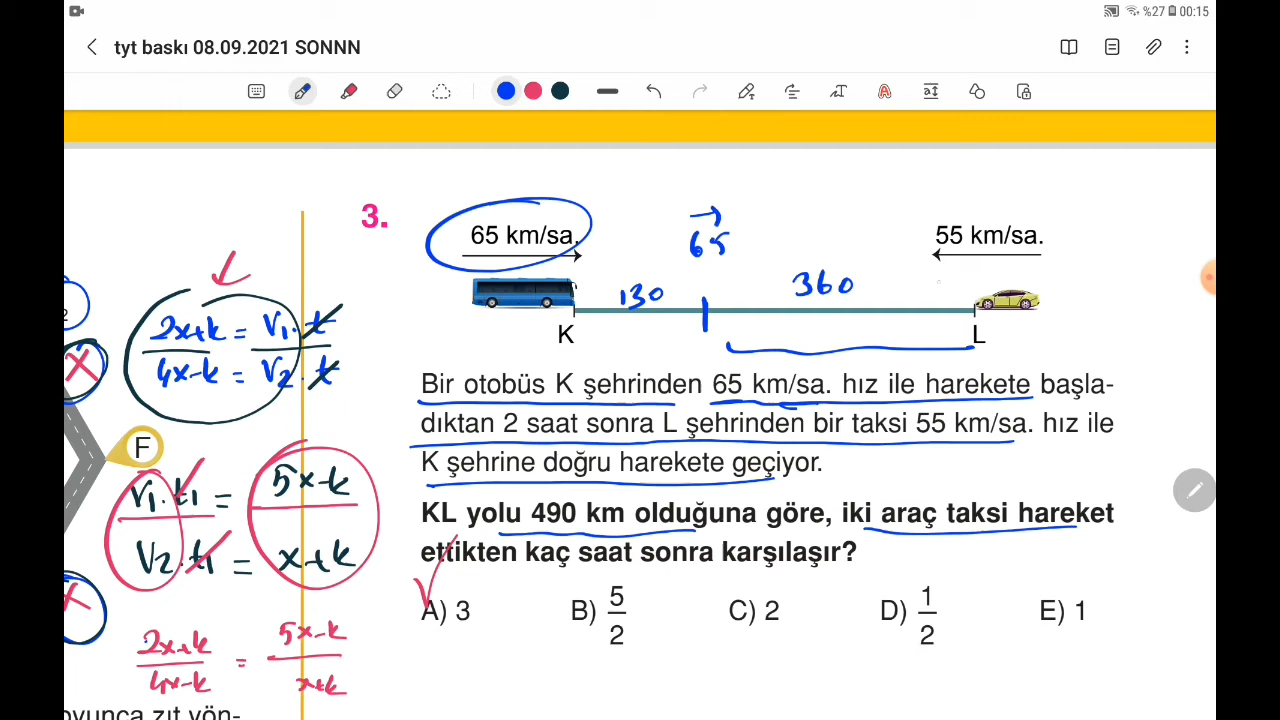 %27 00:15
tyt baskı 08.09.2021 SONNN
3.
65 km/sa.
65
55 km/sa.
130
360
K
L
Bir otobüs K şehrinden 65 km/sa. hız ile harekete başla-
dıktan 2 saat sonra L şehrinden bir taksi 55 km/sa. hız ile
K şehrine doğru harekete geçiyor.
KL yolu 490 km olduğuna göre, iki araç taksi hareket
ettikten kaç saat sonra karşılaşır?
A) 3 B) 5/2 C) 2 D) 1/2 E) 1
2x+k = V1.t
4x-k = V2.t
F
V1.t1 = 5x-k
V2.t1 = x+k
2x+k = 5x-k
4x-k x+k
oyunca zıt yön-